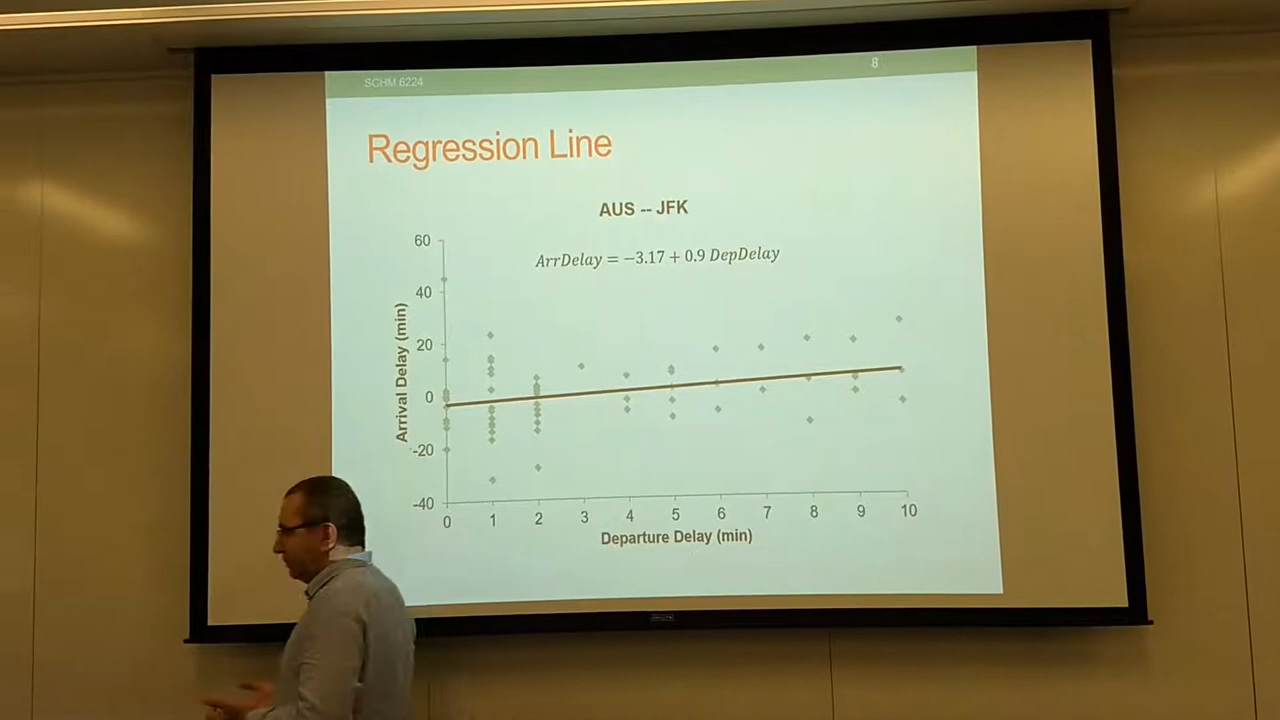 SCHM 6224
8
Regression Line
AUS -- JFK
ArrDelay = −3.17 + 0.9 DepDelay
60
40
20
0
-20
-40
Arrival Delay (min)
0 1 2 3 4 5 6 7 8 9 10
Departure Delay (min)